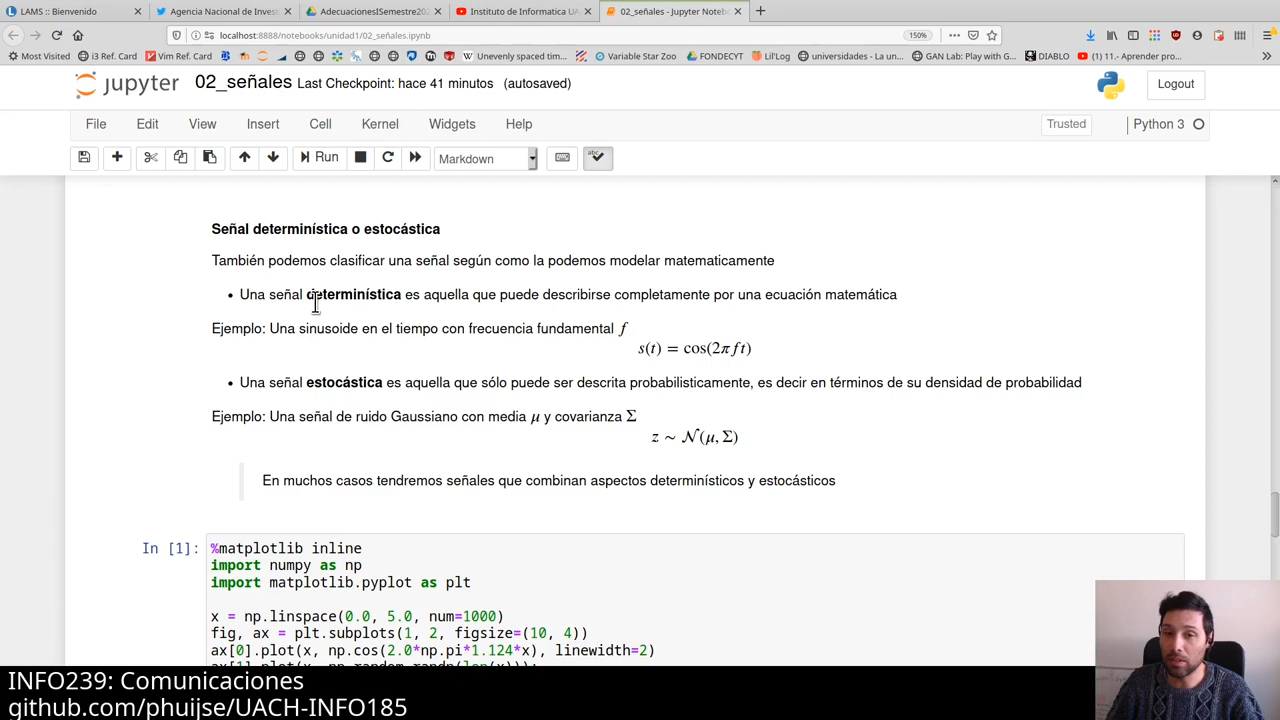 LAMS :: Bienvenido
Agencia Nacional de Invest
AdecuacionesISemestre202
Instituto de Informatica UA
02_señales - Jupyter Notebo
localhost:8888/notebooks/unidad1/02_señales.ipynb
150%
Most Visited
i3 Ref. Card
Vim Ref. Card
Unevenly spaced tim...
Variable Star Zoo
FONDECYT
Lil'Log
universidades - La un...
GAN Lab: Play with G...
DIABLO
(1) 11.- Aprender pro...
jupyter
02_señales Last Checkpoint: hace 41 minutos (autosaved)
Logout
File Edit View Insert Cell Kernel Widgets Help
Trusted
Python 3
Run
Markdown
Señal determinística o estocástica
También podemos clasificar una señal según como la podemos modelar matematicamente
• Una señal determinística es aquella que puede describirse completamente por una ecuación matemática
Ejemplo: Una sinusoide en el tiempo con frecuencia fundamental f
s(t) = cos(2πft)
• Una señal estocástica es aquella que sólo puede ser descrita probabilisticamente, es decir en términos de su densidad de probabilidad
Ejemplo: Una señal de ruido Gaussiano con media μ y covarianza Σ
z ∼ 𝒩(μ, Σ)
En muchos casos tendremos señales que combinan aspectos determinísticos y estocásticos
In [1]:
%matplotlib inline
import numpy as np
import matplotlib.pyplot as plt
x = np.linspace(0.0, 5.0, num=1000)
fig, ax = plt.subplots(1, 2, figsize=(10, 4))
ax[0].plot(x, np.cos(2.0*np.pi*1.124*x), linewidth=2)
ax[1].plot(x, np.random.randn(len(x)));
INFO239: Comunicaciones
github.com/phuijse/UACH-INFO185